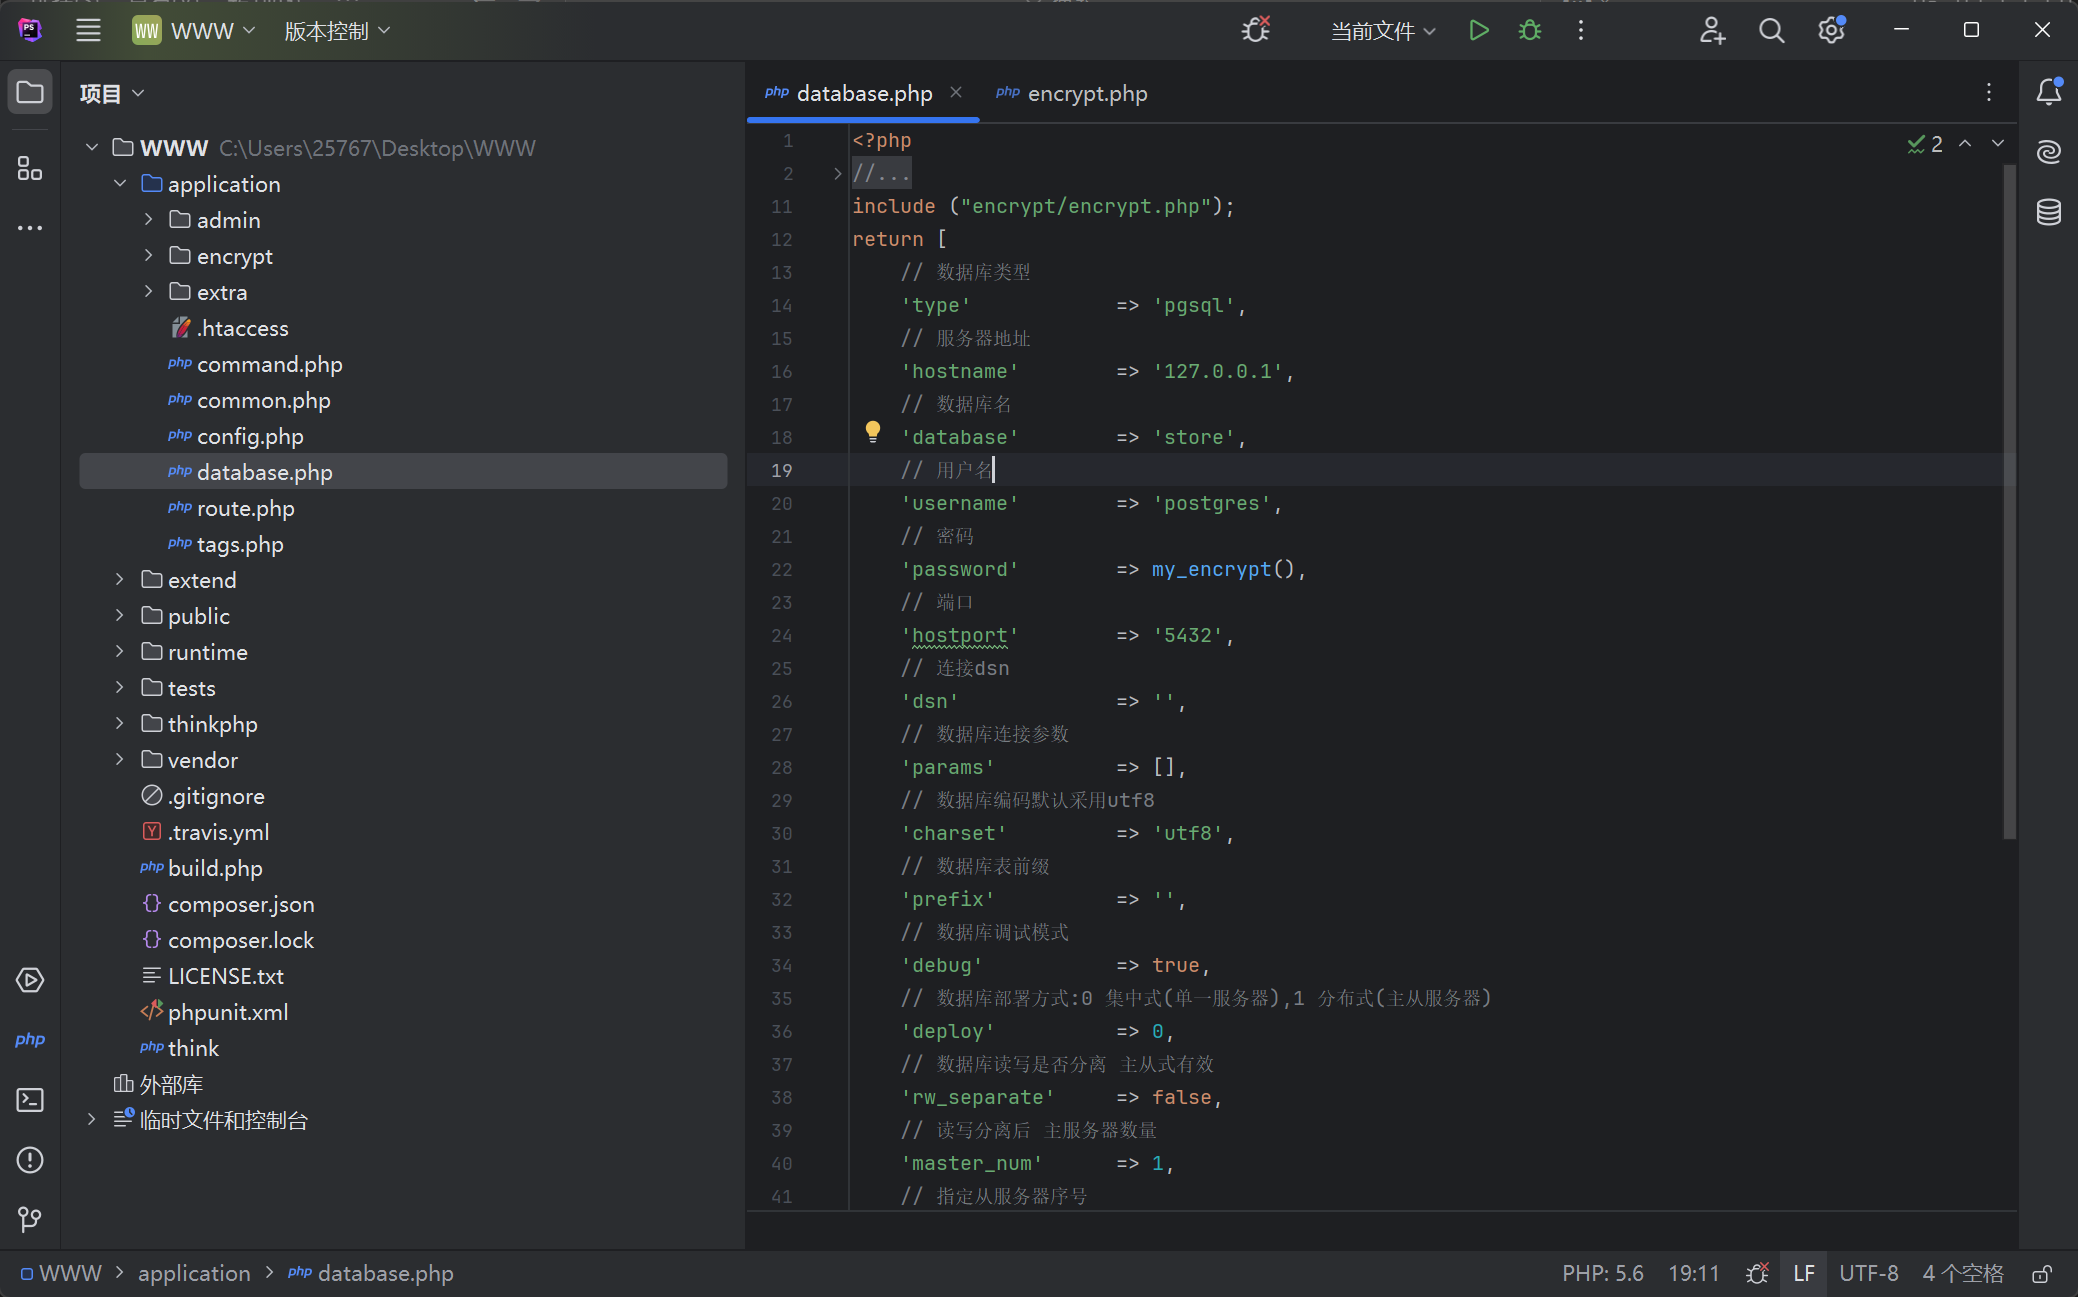 WW WWW 版本控制 当前文件
项目
WWW C:\Users\25767\Desktop\WWW
application
admin
encrypt
extra
.htaccess
php command.php
php common.php
php config.php
php database.php
php route.php
php tags.php
extend
public
runtime
tests
thinkphp
vendor
.gitignore
.travis.yml
php build.php
composer.json
composer.lock
LICENSE.txt
phpunit.xml
php think
外部库
临时文件和控制台
php
php database.php php encrypt.php
2
1 <?php
2 //...
11 include ("encrypt/encrypt.php");
12 return [
13 // 数据库类型
14 'type' => 'pgsql',
15 // 服务器地址
16 'hostname' => '127.0.0.1',
17 // 数据库名
18 'database' => 'store',
19 // 用户名
20 'username' => 'postgres',
21 // 密码
22 'password' => my_encrypt(),
23 // 端口
24 'hostport' => '5432',
25 // 连接dsn
26 'dsn' => '',
27 // 数据库连接参数
28 'params' => [],
29 // 数据库编码默认采用utf8
30 'charset' => 'utf8',
31 // 数据库表前缀
32 'prefix' => '',
33 // 数据库调试模式
34 'debug' => true,
35 // 数据库部署方式:0 集中式(单一服务器),1 分布式(主从服务器)
36 'deploy' => 0,
37 // 数据库读写是否分离 主从式有效
38 'rw_separate' => false,
39 // 读写分离后 主服务器数量
40 'master_num' => 1,
41 // 指定从服务器序号
WWW > application > php database.php
PHP: 5.6 19:11 LF UTF-8 4 个空格